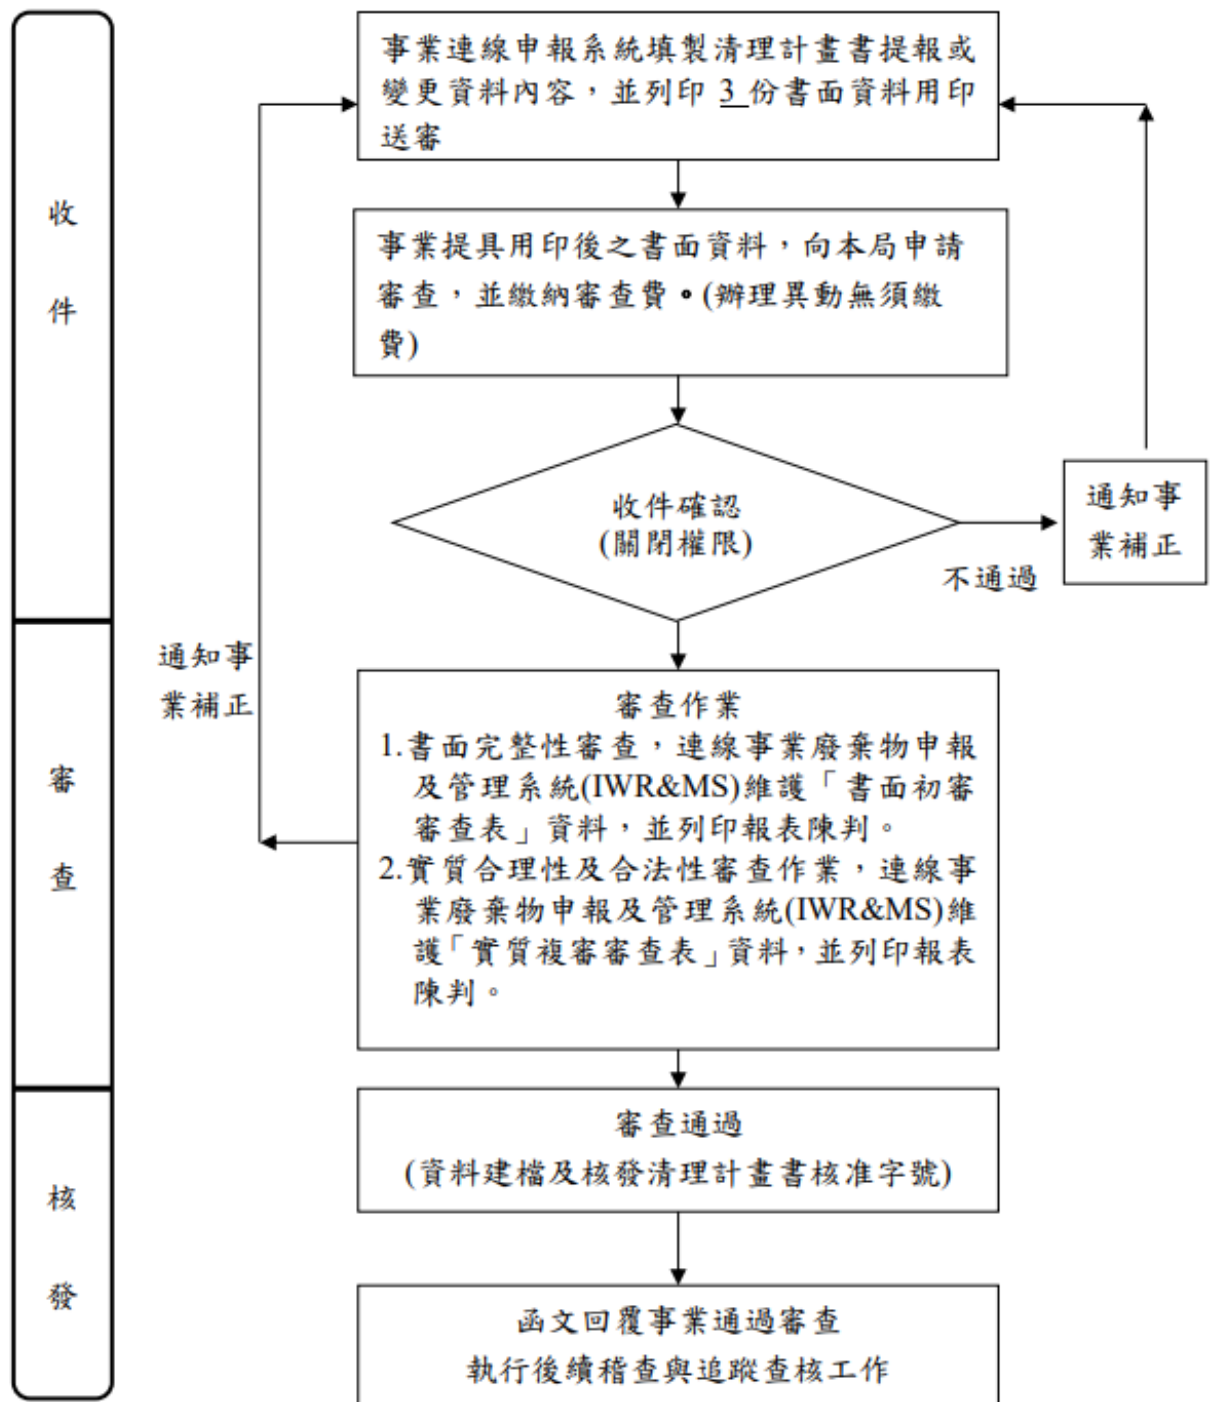 事業連線申報系統填製清理計畫書提報或
變更資料內容，並列印 3 份書面資料用印
送審
收
件
事業提具用印後之書面資料，向本局申請
審查，並繳納審查費。(辦理異動無須繳
費)
收件確認
(關閉權限)
不通過
通知事
業補正
通知事
業補正
審
查
審查作業
1.書面完整性審查，連線事業廢棄物申報
及管理系統(IWR&MS)維護「書面初審
審查表」資料，並列印報表陳判。
2.實質合理性及合法性審查作業，連線事
業廢棄物申報及管理系統(IWR&MS)維
護「實質複審審查表」資料，並列印報表
陳判。
核
發
審查通過
(資料建檔及核發清理計畫書核准字號)
函文回覆事業通過審查
執行後續稽查與追蹤查核工作